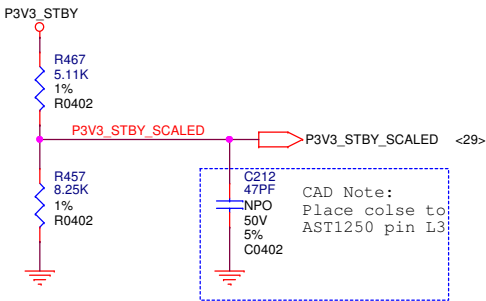 P3V3_STBY
R467
5.11K
1%
R0402
P3V3_STBY_SCALED
P3V3_STBY_SCALED <29>
R457
8.25K
1%
R0402
C212
47PF
NPO
50V
5%
C0402
CAD Note:
Place colse to
AST1250 pin L3